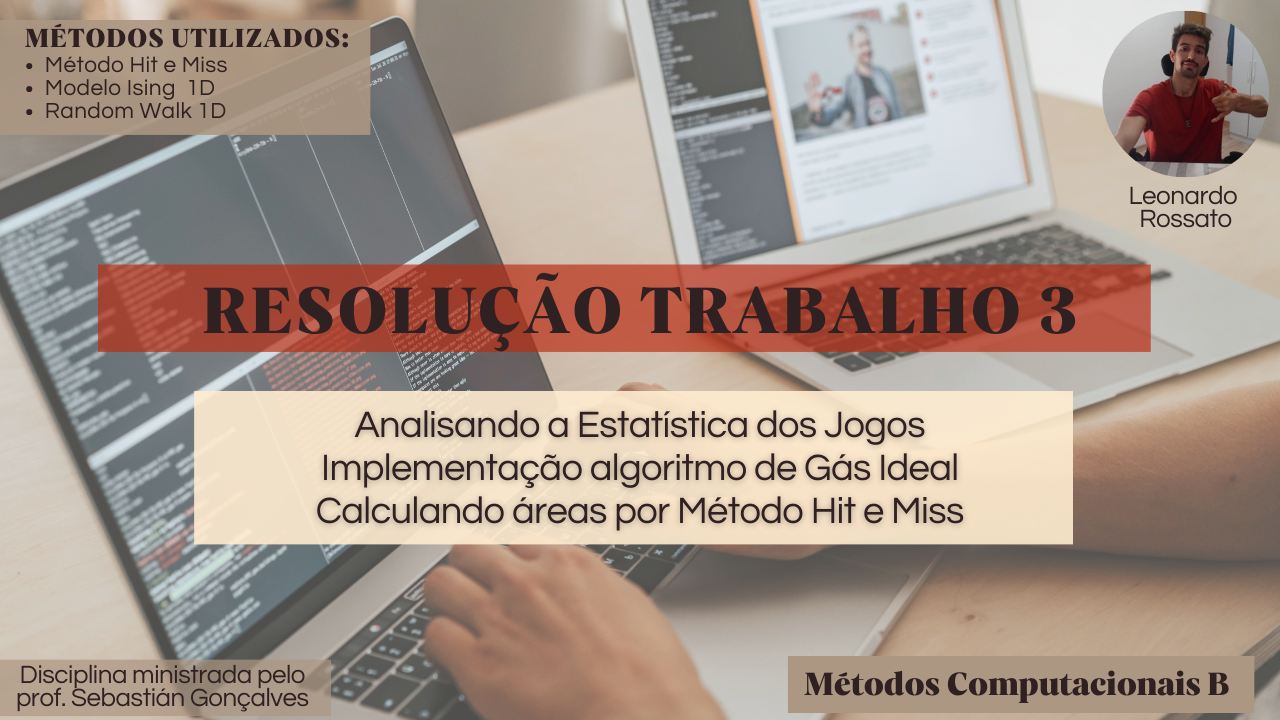 MÉTODOS UTILIZADOS:
• Método Hit e Miss
• Modelo Ising 1D
• Random Walk 1D
Leonardo
Rossato
RESOLUÇÃO TRABALHO 3
Analisando a Estatística dos Jogos
Implementação algoritmo de Gás Ideal
Calculando áreas por Método Hit e Miss
Disciplina ministrada pelo
prof. Sebastián Gonçalves
Métodos Computacionais B